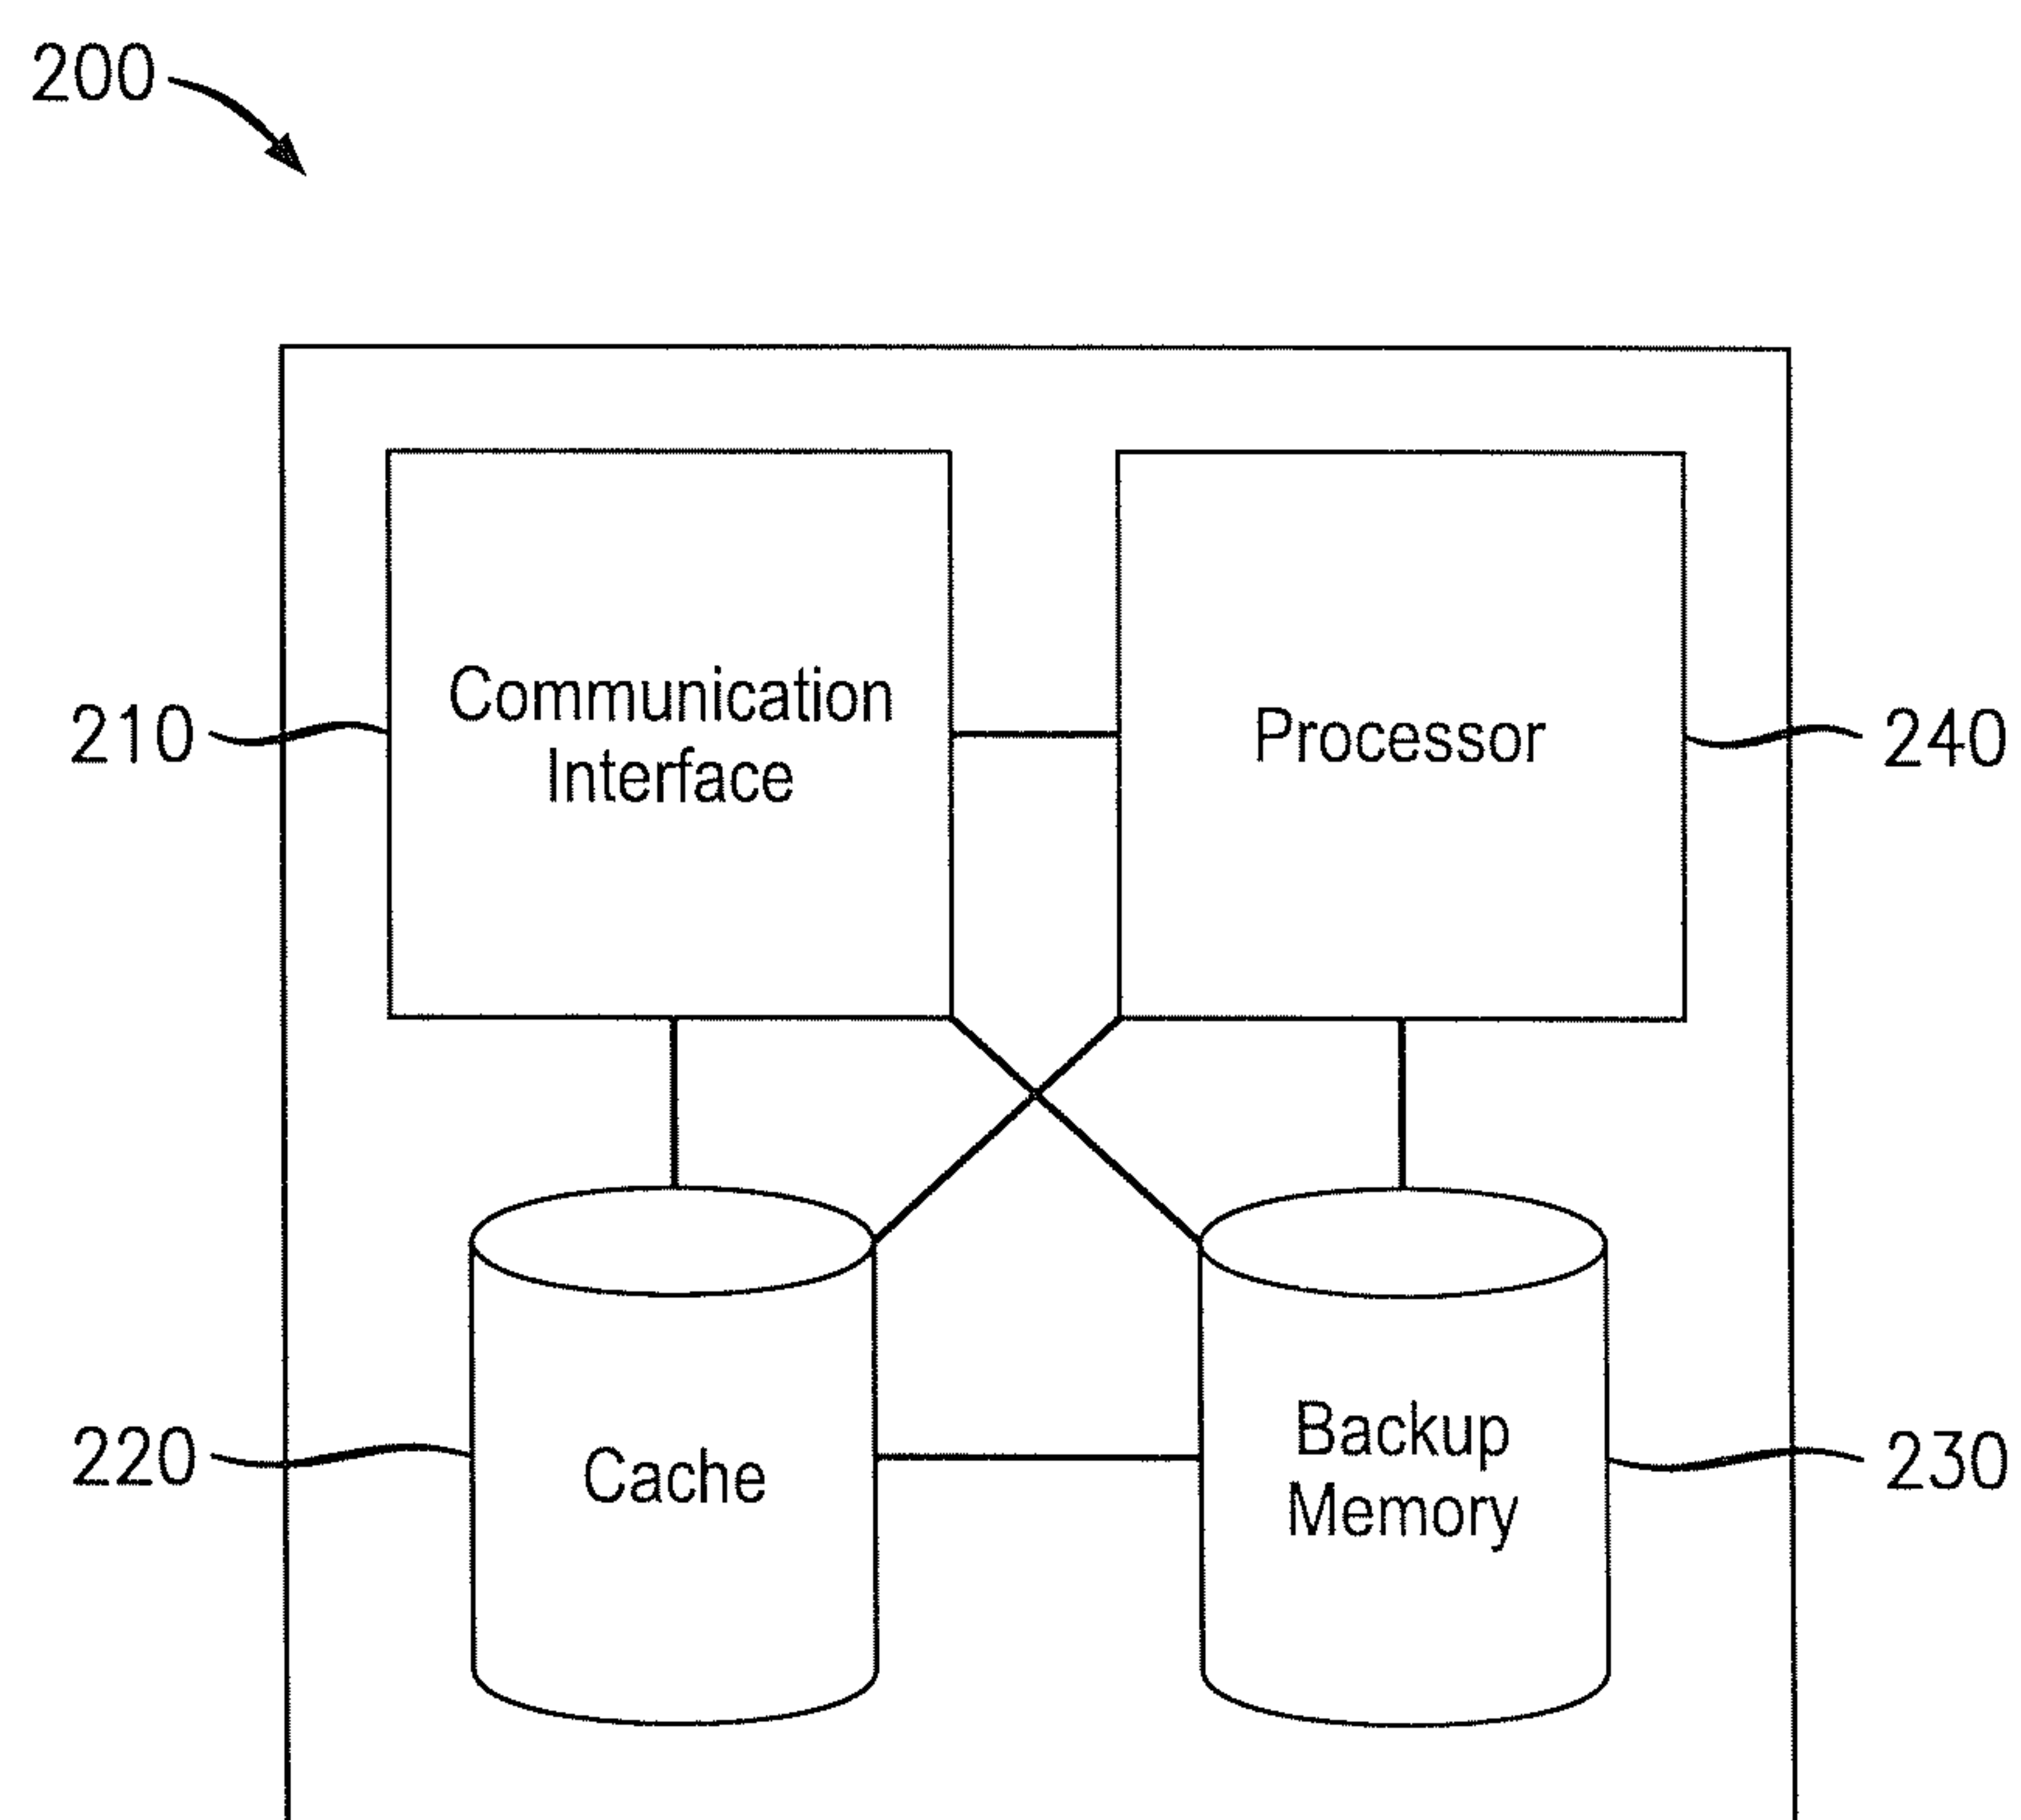 200
Communication
Interface
Processor
210
240
Cache
Backup
Memory
220
230